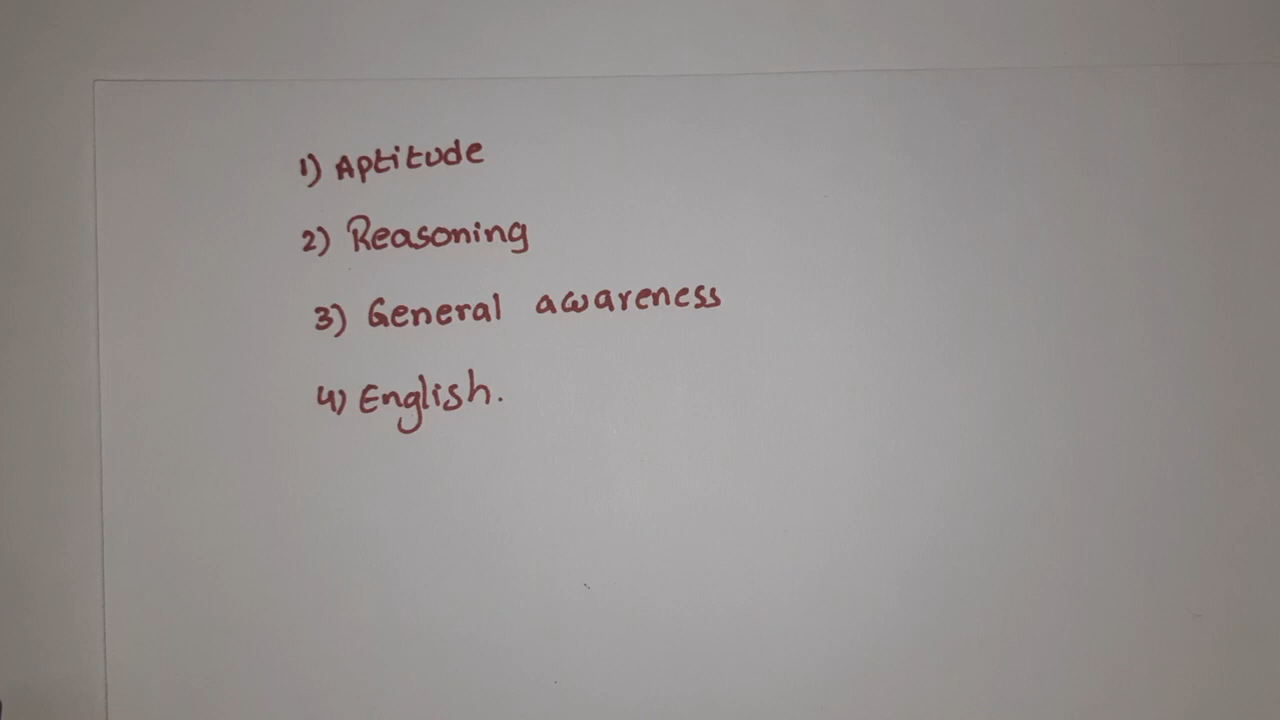 1) Aptitude
2) Reasoning
3) General awareness
4) English.